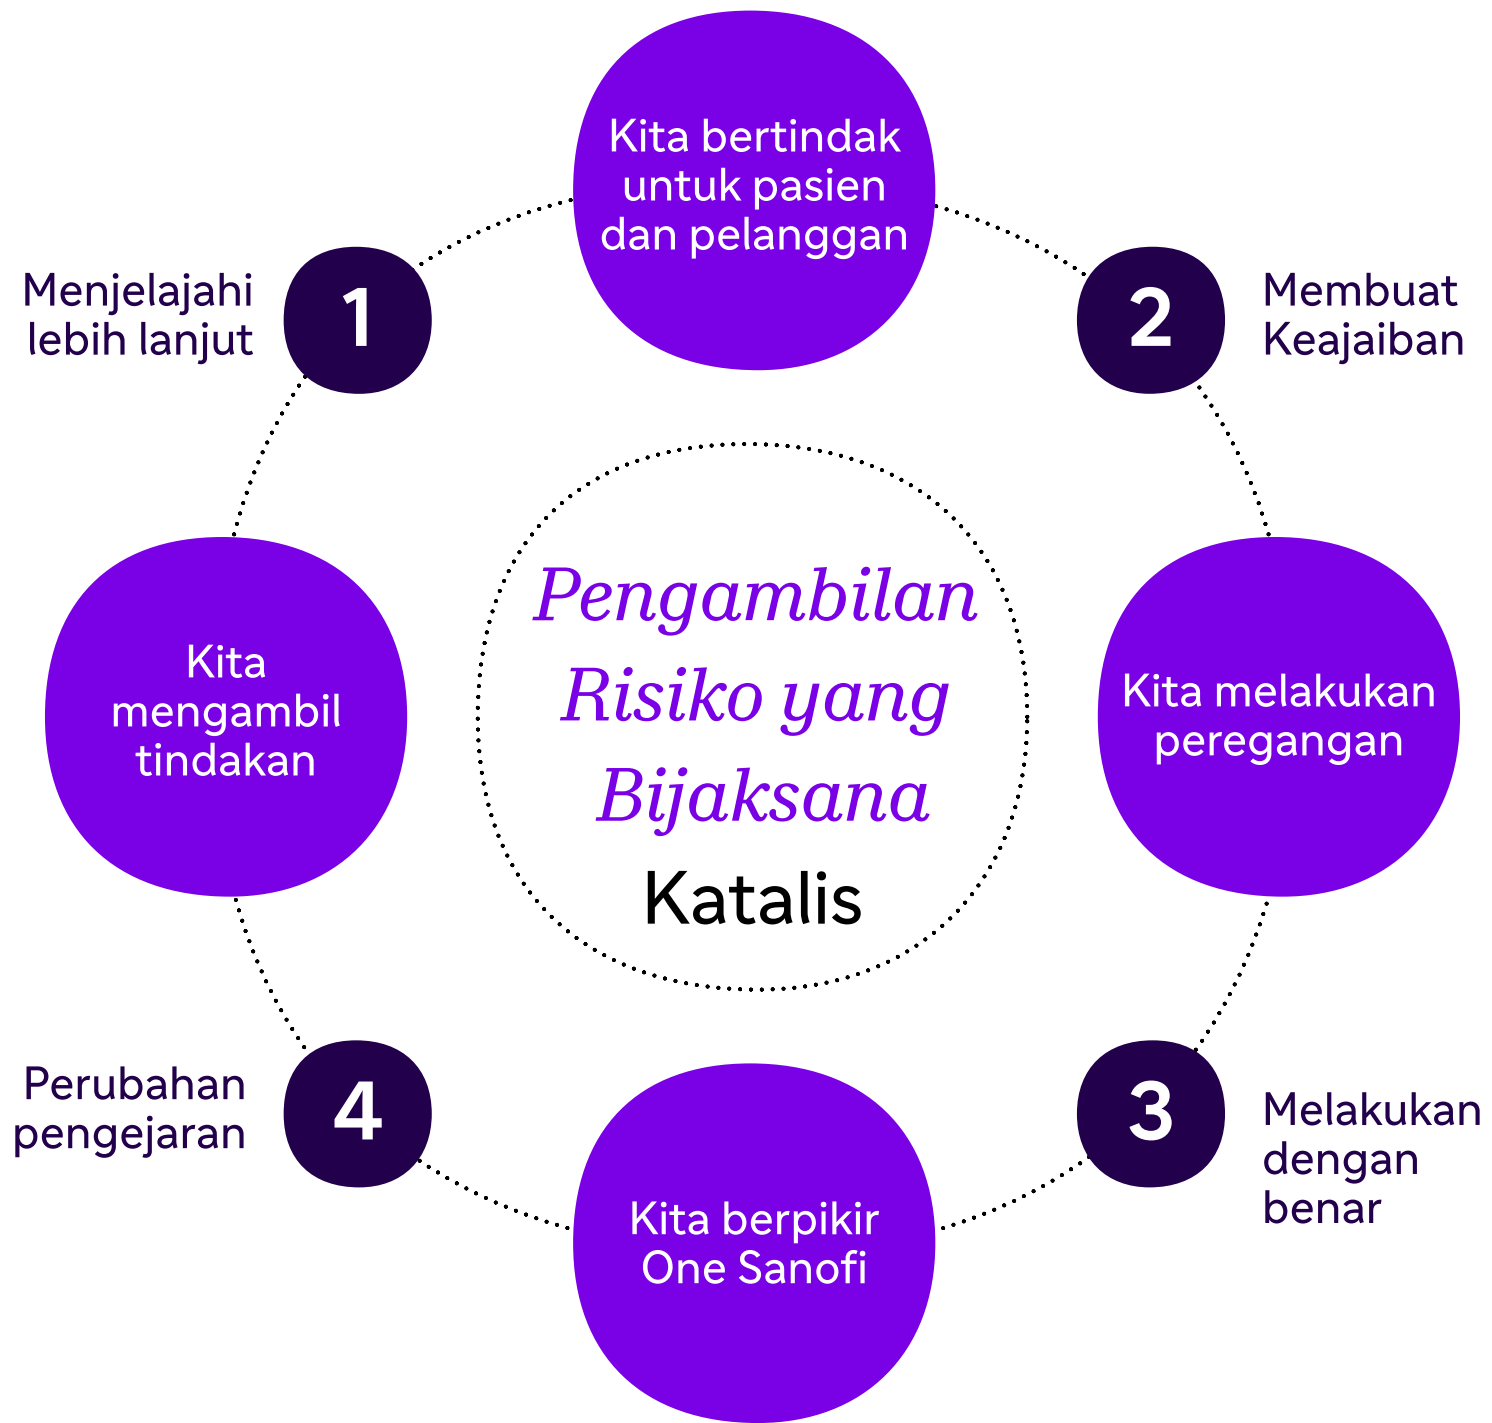 Kita bertindak
untuk pasien
dan pelanggan
Menjelajahi
lebih lanjut
1
2
Membuat
Keajaiban
Pengambilan
Risiko yang
Bijaksana
Katalis
Kita
mengambil
tindakan
Kita melakukan
peregangan
Perubahan
pengejaran
4
3
Melakukan
dengan
benar
Kita berpikir
One Sanofi